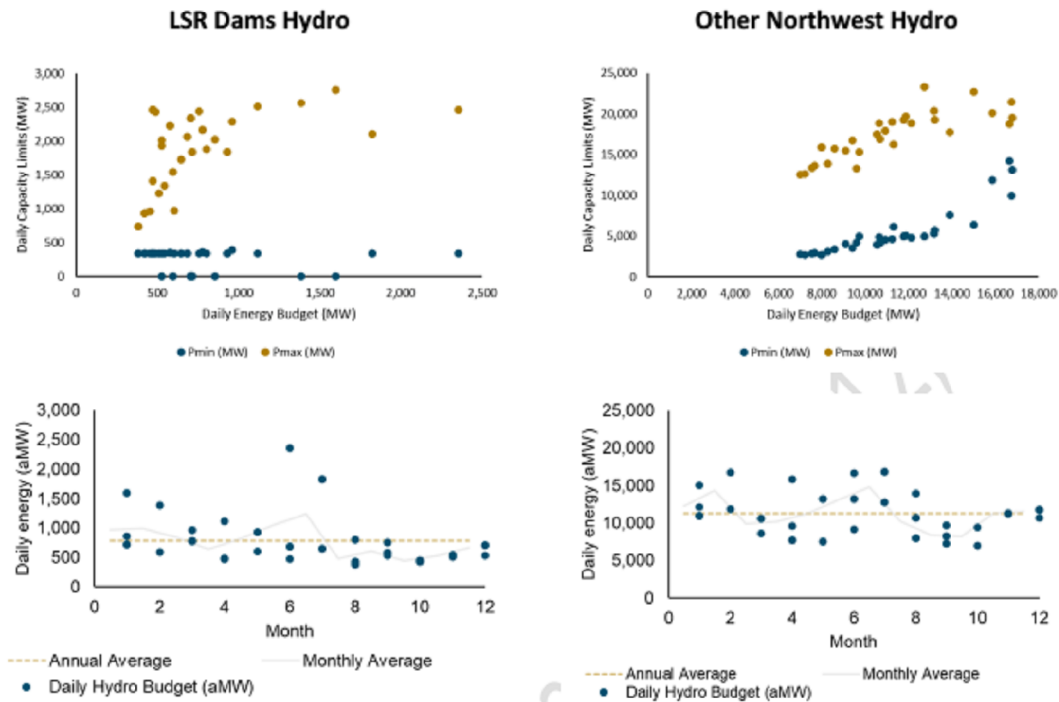 LSR Dams Hydro
Other Northwest Hydro
Daily Capacity Limits (MW)
3,000
2,500
2,000
1,500
1,000
500
0
0 500 1,000 1,500 2,000 2,500
Daily Energy Budget (MW)
Pmin (MW) Pmax (MW)
Daily Capacity Limits (MW)
25,000
20,000
15,000
10,000
5,000
0
0 2,000 4,000 6,000 8,000 10,000 12,000 14,000 16,000 18,000
Daily Energy Budget (MW)
Pmin (MW) Pmax (MW)
Daily energy (aMW)
3,000
2,500
2,000
1,500
1,000
500
0
0 2 4 6 8 10 12
Month
Annual Average Monthly Average
Daily Hydro Budget (aMW)
Daily energy (aMW)
25,000
20,000
15,000
10,000
5,000
0
0 2 4 6 8 10 12
Month
Annual Average Monthly Average
Daily Hydro Budget (aMW)